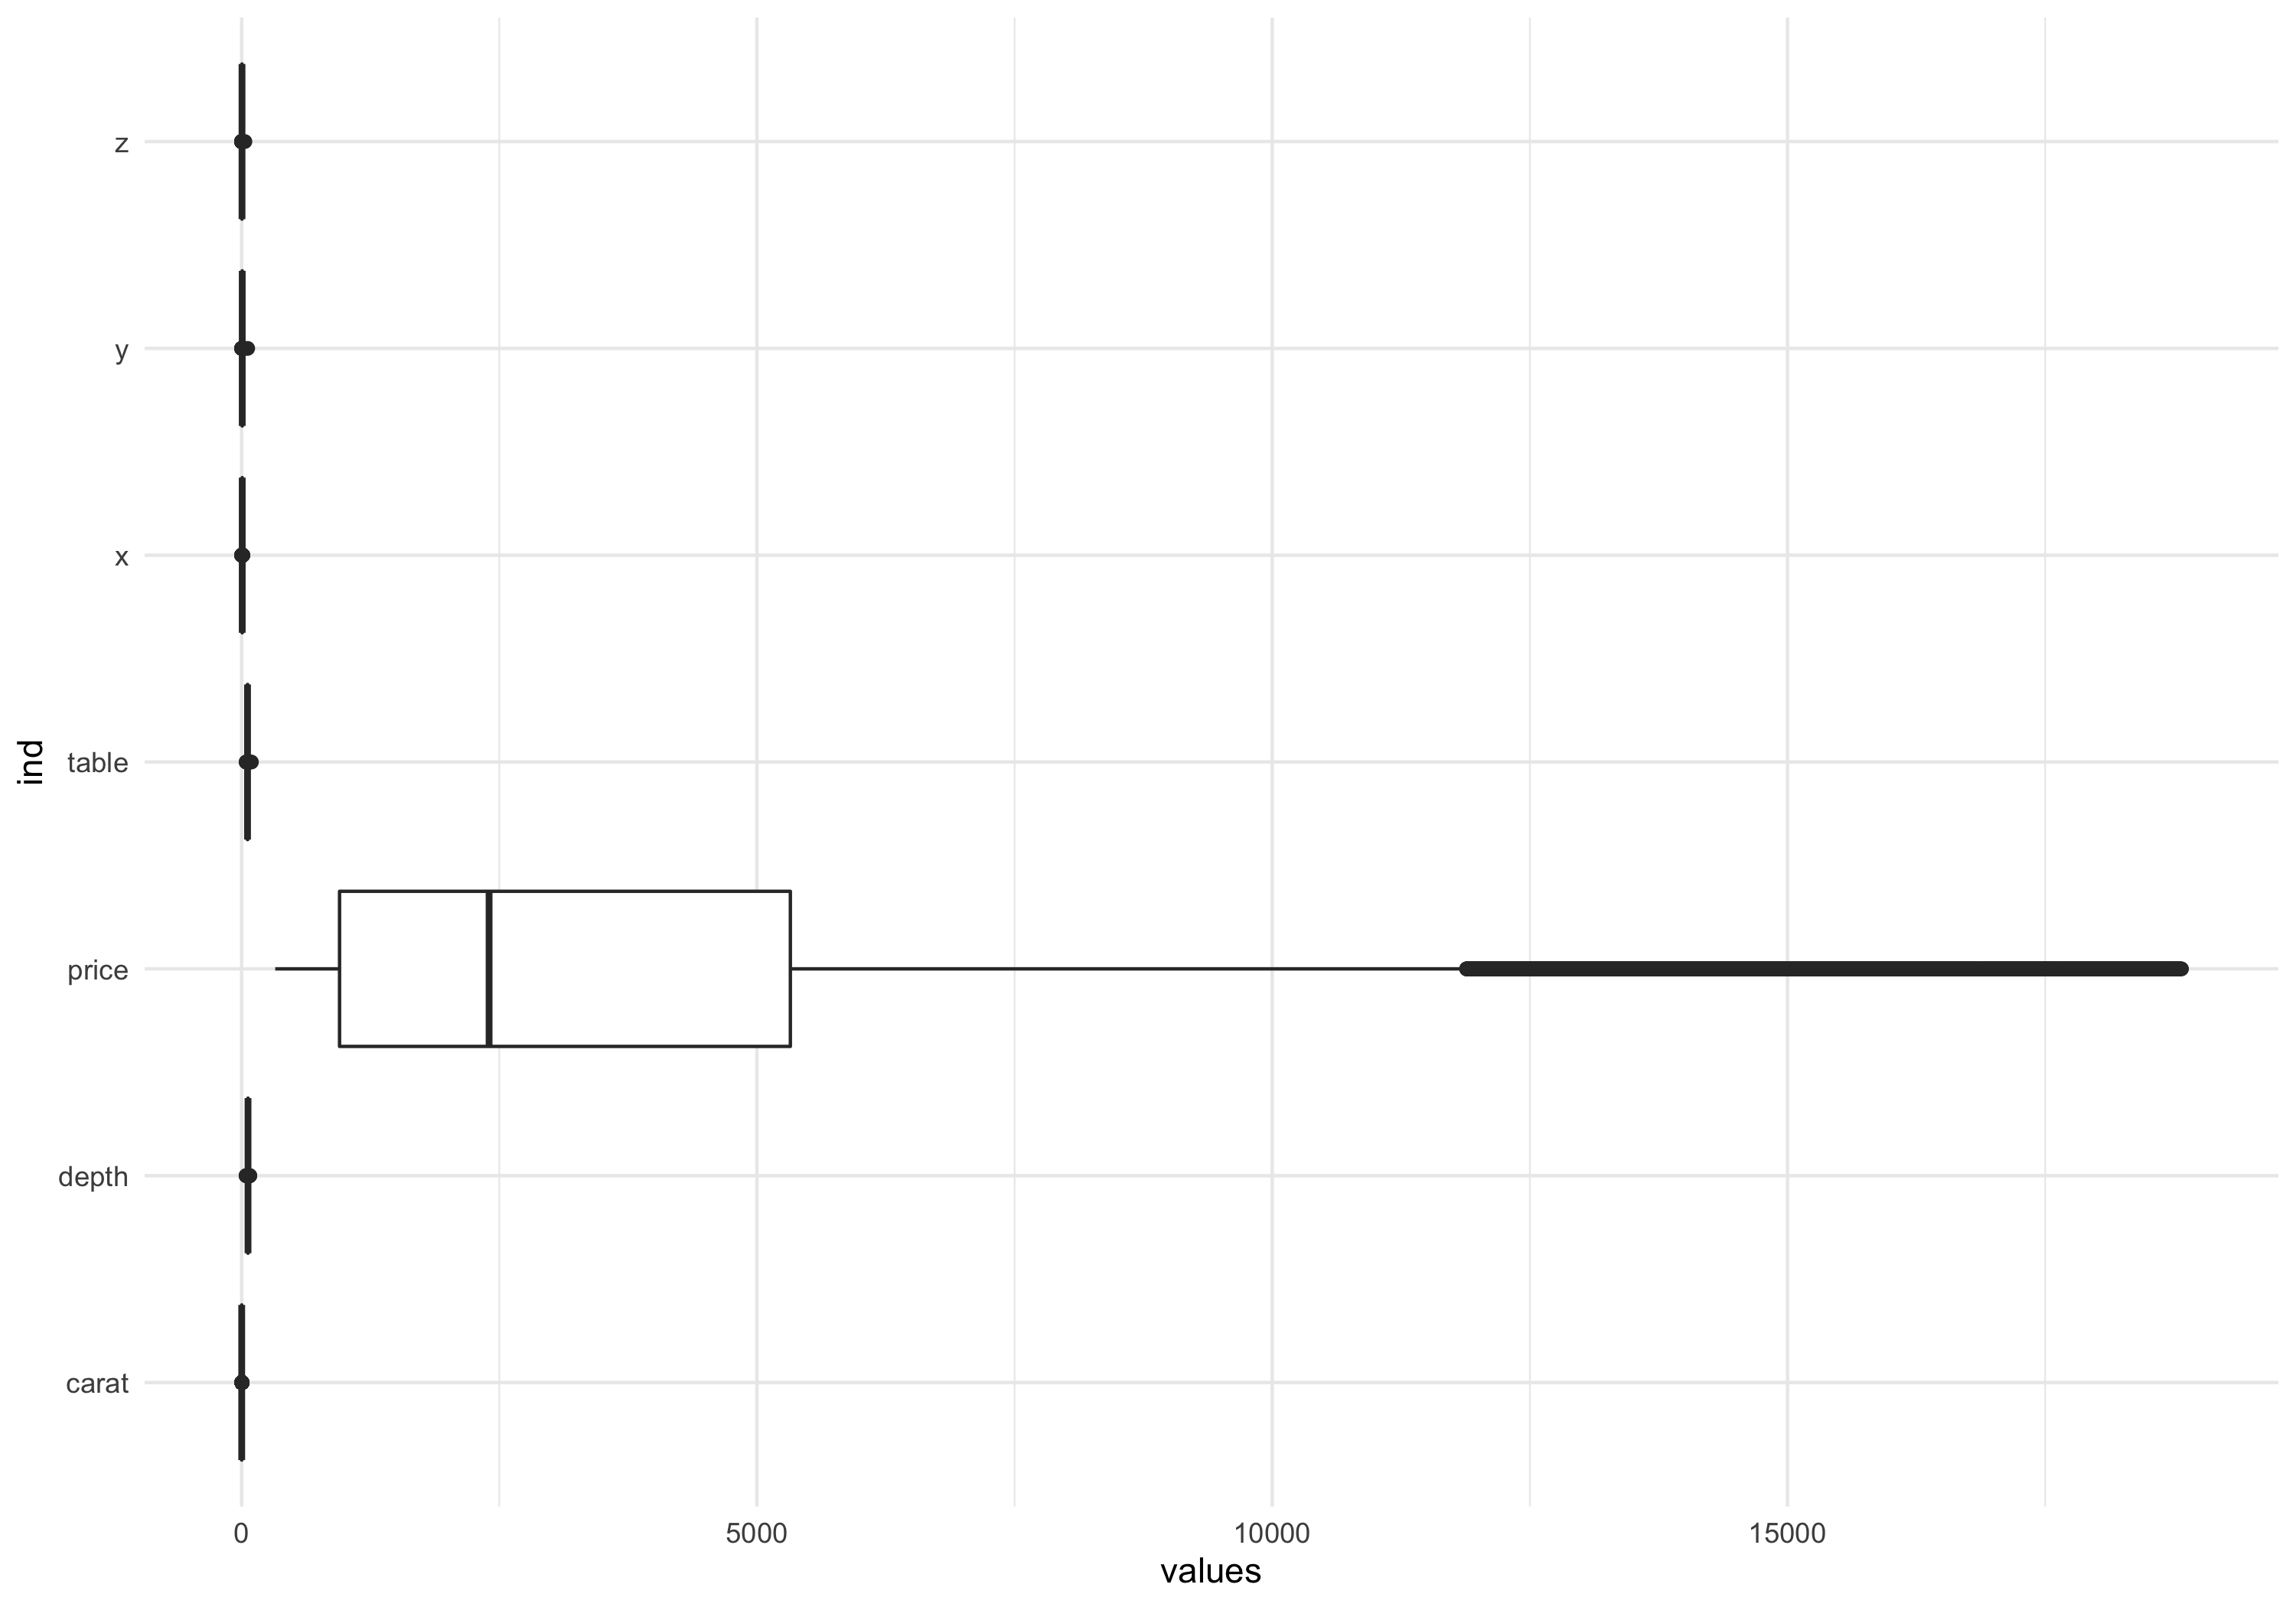 z
y
x
table
ind
price
depth
carat
0 5000 10000 15000
values